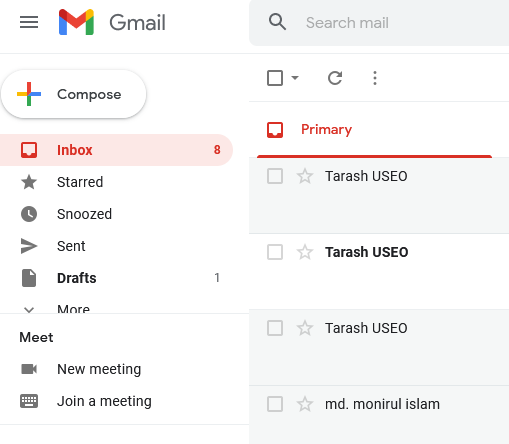 Gmail
Search mail
Compose
Primary
Inbox 8
Starred
Snoozed
Sent
Drafts 1
More
Meet
New meeting
Join a meeting
Tarash USEO
Tarash USEO
Tarash USEO
md. monirul islam